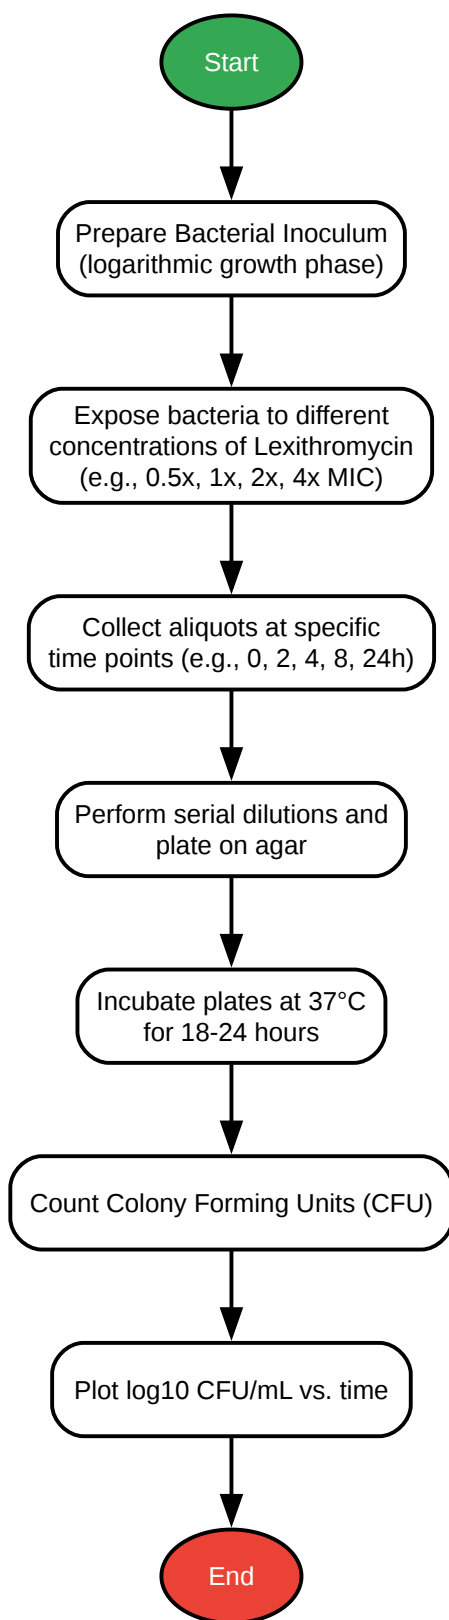 Start
Prepare Bacterial Inoculum
(logarithmic growth phase)
Expose bacteria to different
concentrations of Lexithromycin
(e.g., 0.5x, 1x, 2x, 4x MIC)
Collect aliquots at specific
time points (e.g., 0, 2, 4, 8, 24h)
Perform serial dilutions and
plate on agar
Incubate plates at 37°C
for 18-24 hours
Count Colony Forming Units (CFU)
Plot log10 CFU/mL vs. time
End